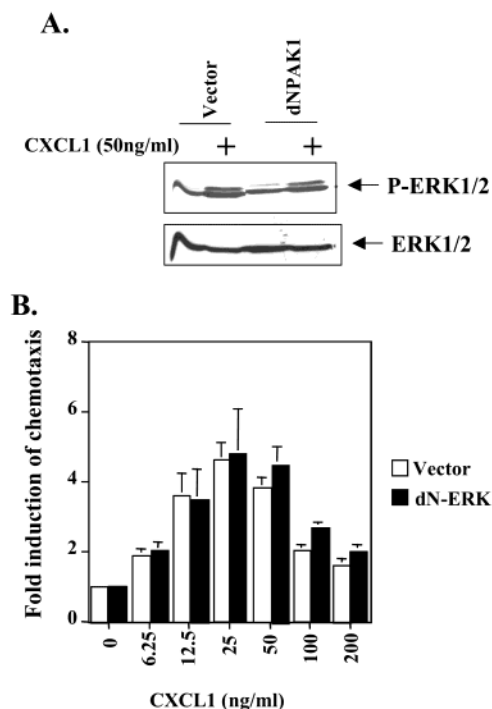 A.
Vector
dNPAK1
CXCL1 (50ng/ml) + +
P-ERK1/2
ERK1/2
B.
Fold induction of chemotaxis
8
6
4
2
0
0 6.25 12.5 25 50 100 200
CXCL1 (ng/ml)
Vector
dN-ERK